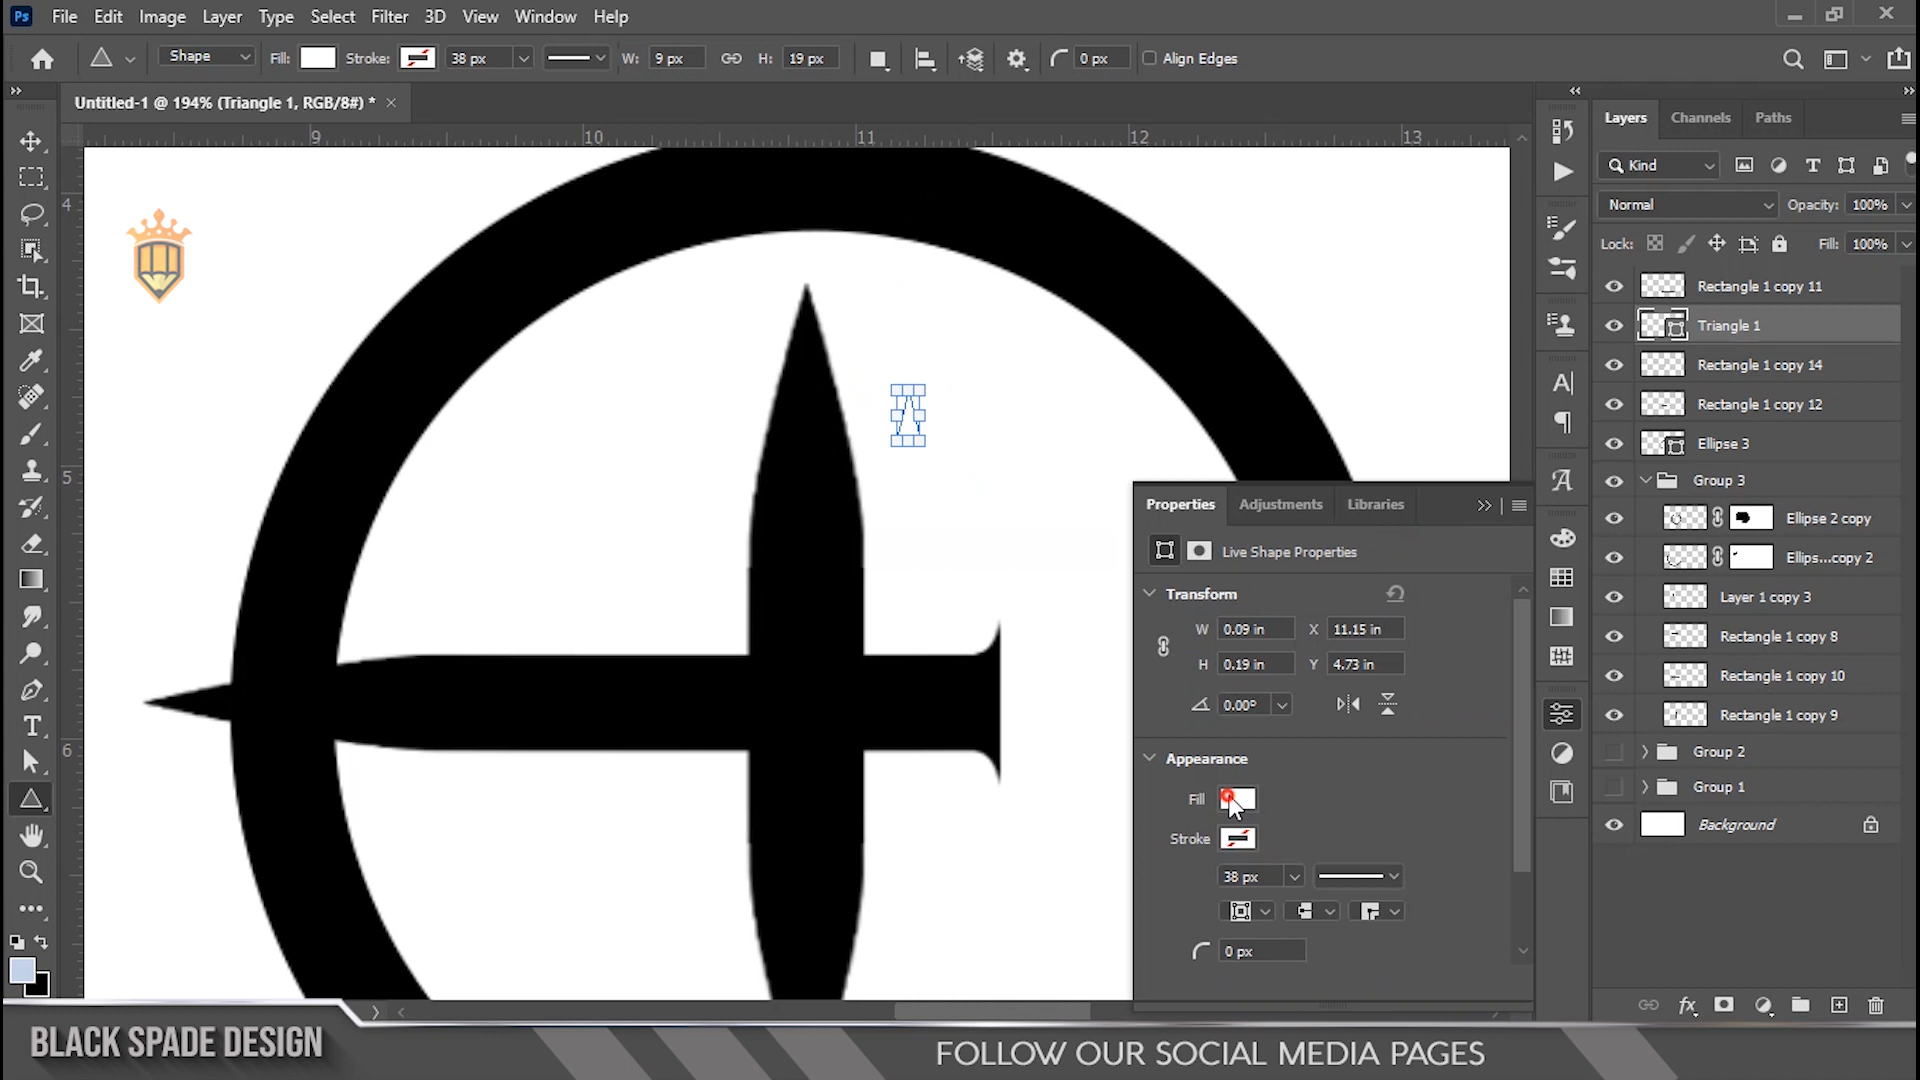 Ps File Edit Image Layer Type Select Filter 3D View Window Help
Shape Fill: Stroke: 38 px W: 9 px H: 19 px 0 px Align Edges
Untitled-1 @ 194% (Triangle 1, RGB/8#) *
9 10 11 12 13
4
5
6
Layers Channels Paths
Kind
Normal Opacity: 100%
Lock: Fill: 100%
Rectangle 1 copy 11
Triangle 1
Rectangle 1 copy 14
Rectangle 1 copy 12
Ellipse 3
Group 3
Ellipse 2 copy
Ellips...copy 2
Layer 1 copy 3
Rectangle 1 copy 8
Rectangle 1 copy 10
Rectangle 1 copy 9
Group 2
Group 1
Background
Properties Adjustments Libraries
Live Shape Properties
Transform
W 0.09 in X 11.15 in
H 0.19 in Y 4.73 in
0.00°
Appearance
Fill
Stroke
38 px
0 px
fx
BLACK SPADE DESIGN
FOLLOW OUR SOCIAL MEDIA PAGES